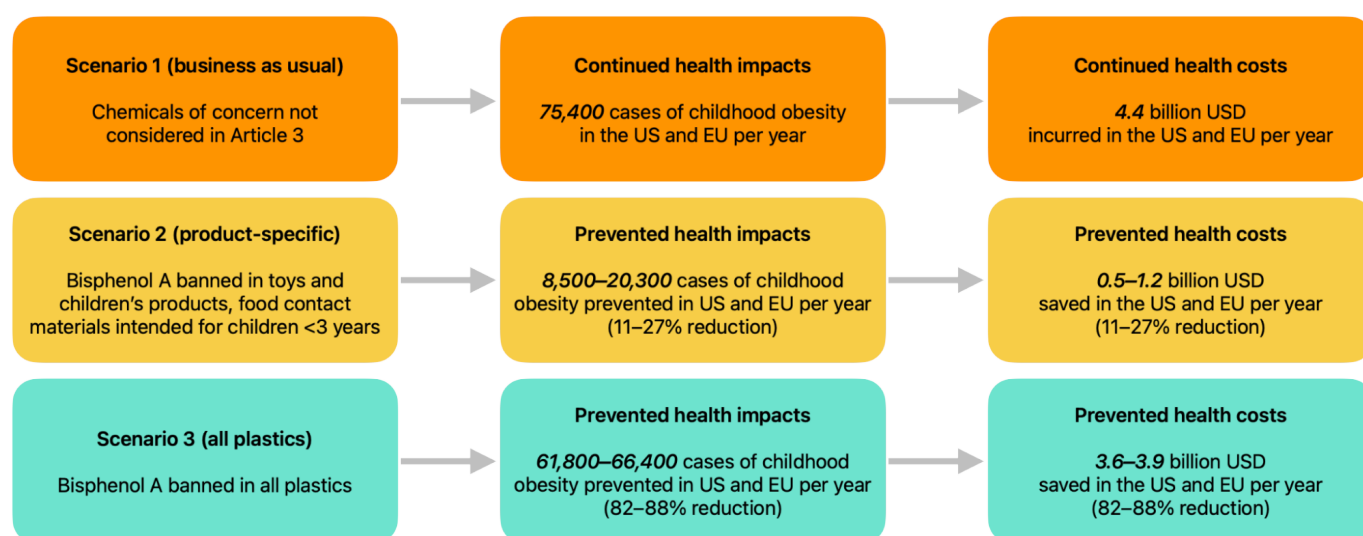 Scenario 1 (business as usual)
Chemicals of concern not
considered in Article 3
Continued health impacts
75,400 cases of childhood obesity
in the US and EU per year
Continued health costs
4.4 billion USD
incurred in the US and EU per year
Scenario 2 (product-specific)
Bisphenol A banned in toys and
children's products, food contact
materials intended for children <3 years
Prevented health impacts
8,500–20,300 cases of childhood
obesity prevented in US and EU per year
(11–27% reduction)
Prevented health costs
0.5–1.2 billion USD
saved in the US and EU per year
(11–27% reduction)
Scenario 3 (all plastics)
Bisphenol A banned in all plastics
Prevented health impacts
61,800–66,400 cases of childhood
obesity prevented in US and EU per year
(82–88% reduction)
Prevented health costs
3.6–3.9 billion USD
saved in the US and EU per year
(82–88% reduction)